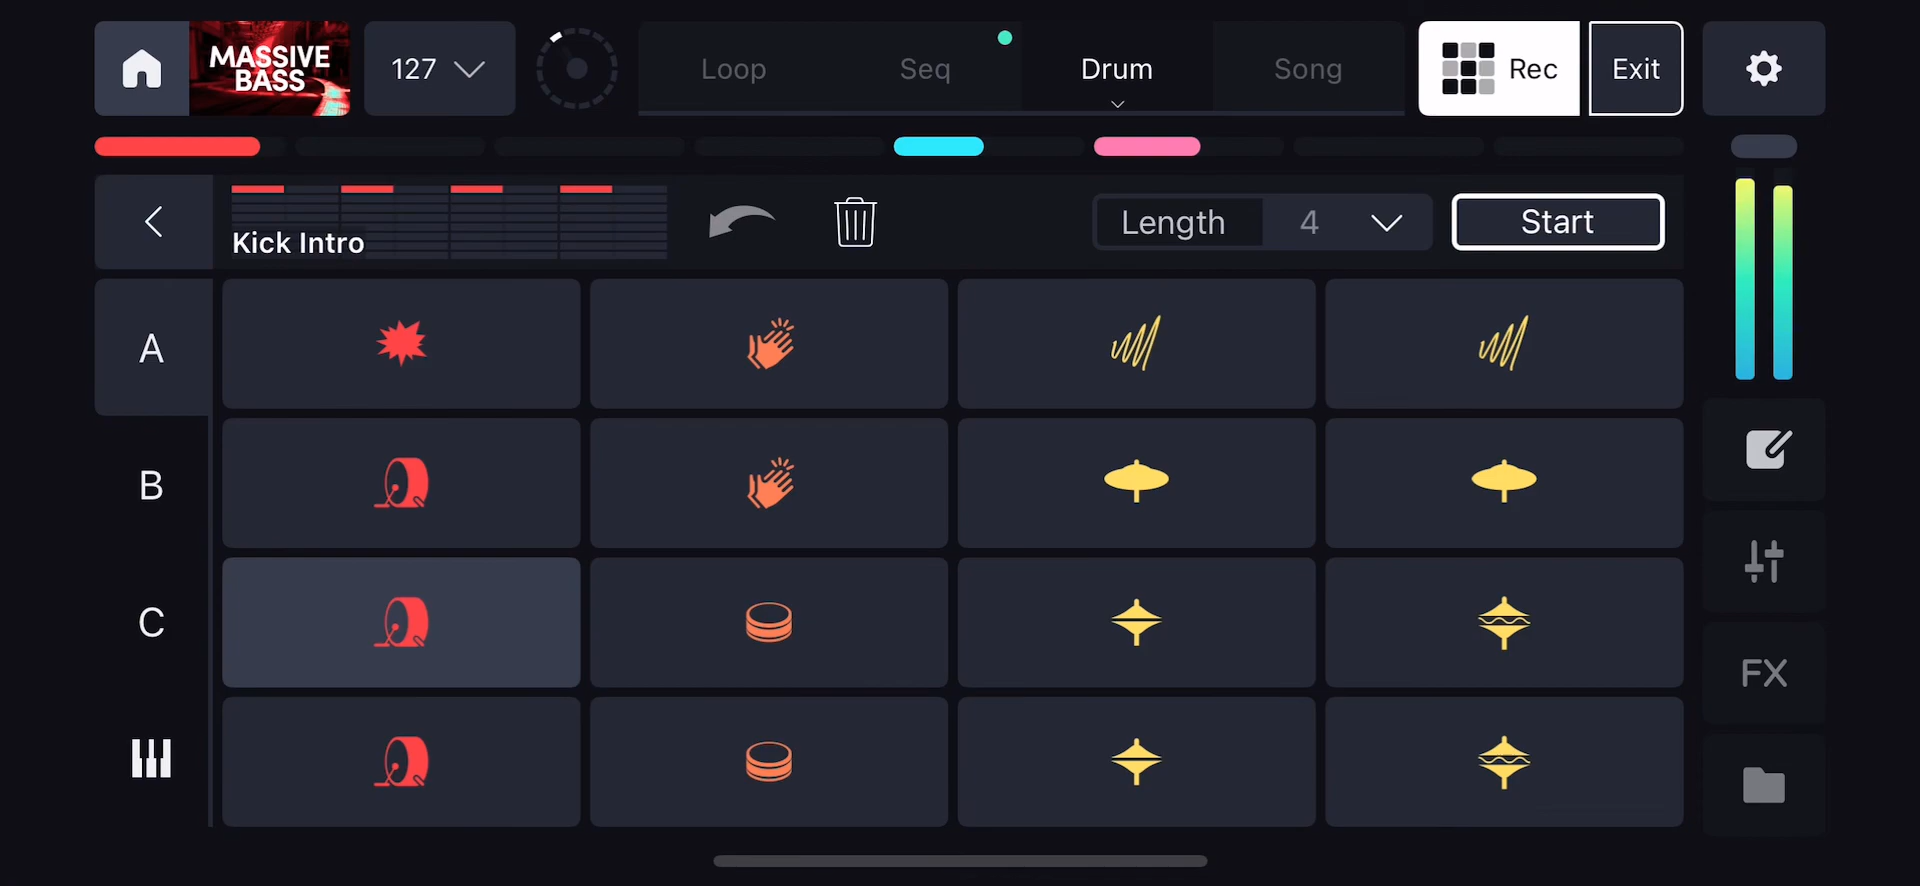 MASSIVE
BASS
127
Loop
Seq
Drum
Song
Rec
Exit
Kick Intro
Length
4
Start
A
B
C
FX